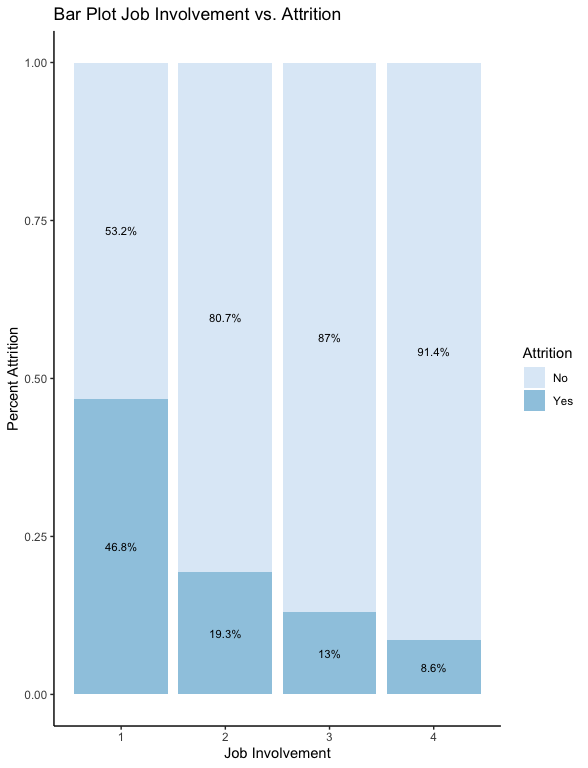 Bar Plot Job Involvement vs. Attrition
1.00
0.75
0.50
0.25
0.00
Percent Attrition
53.2%
46.8%
80.7%
19.3%
87%
13%
91.4%
8.6%
1
2
3
4
Job Involvement
Attrition
No
Yes